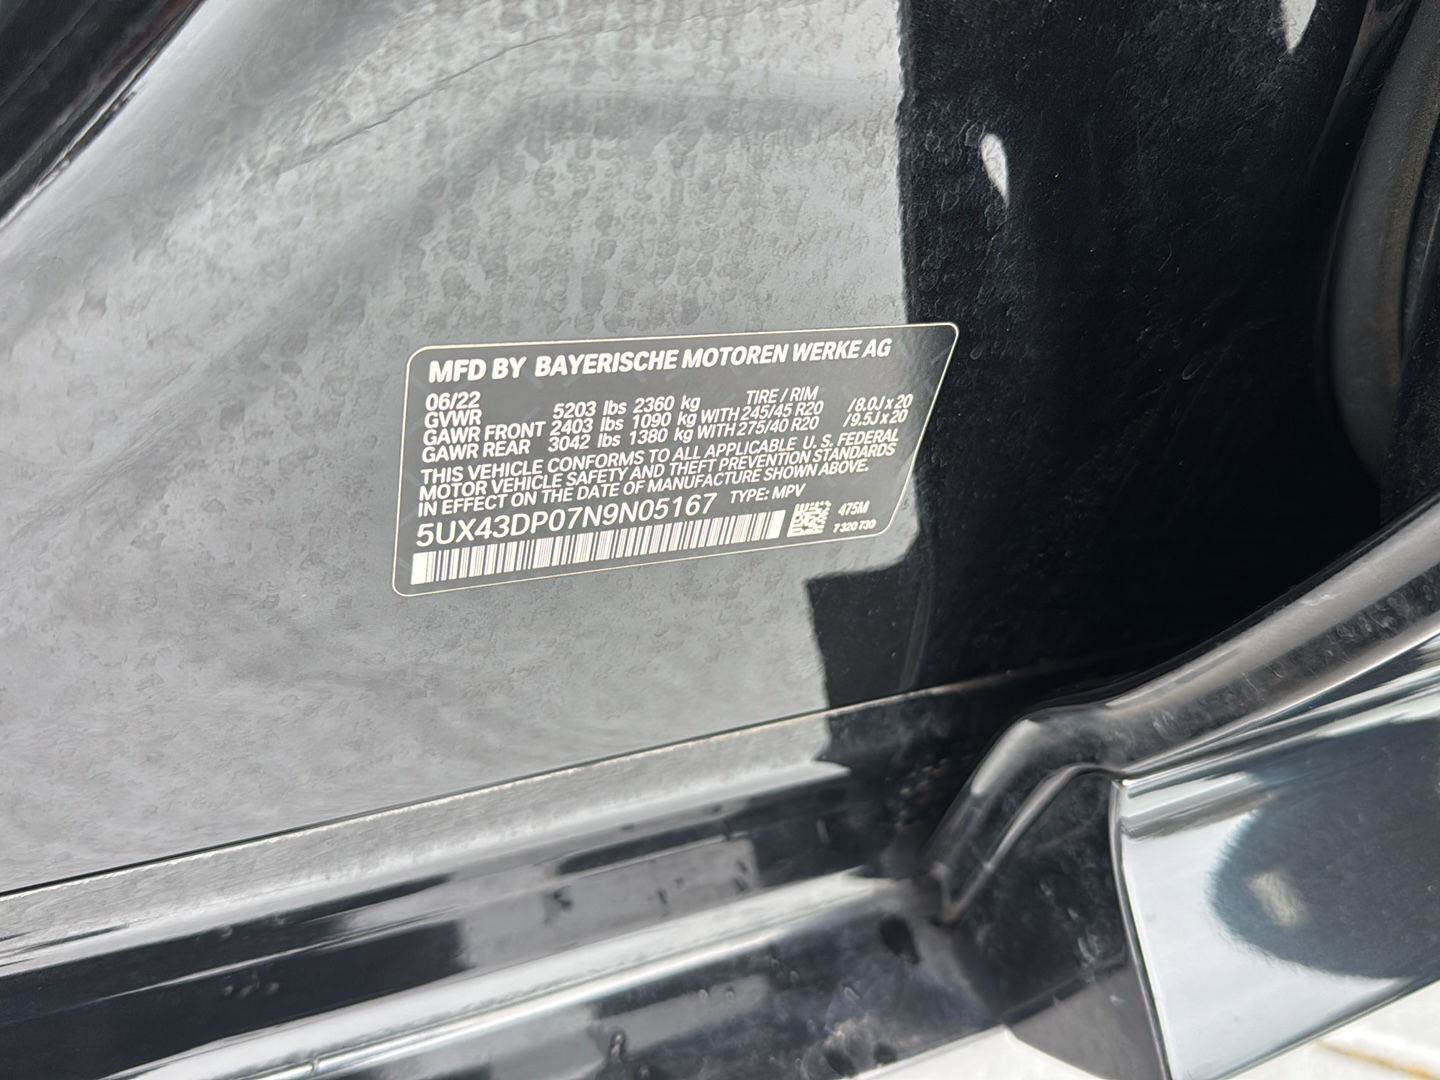 MFD BY BAYERISCHE MOTOREN WERKE AG
06/22 TIRE / RIM
GVWR 5203 lbs 2360 kg
GAWR FRONT 2403 lbs 1090 kg WITH 245/45 R20 /8.0J x 20
GAWR REAR 3042 lbs 1380 kg WITH 275/40 R20 /9.5J x 20
THIS VEHICLE CONFORMS TO ALL APPLICABLE U. S. FEDERAL
MOTOR VEHICLE SAFETY AND THEFT PREVENTION STANDARDS
IN EFFECT ON THE DATE OF MANUFACTURE SHOWN ABOVE.
5UX43DP07N9N05167 TYPE: MPV
475M
7 320 730